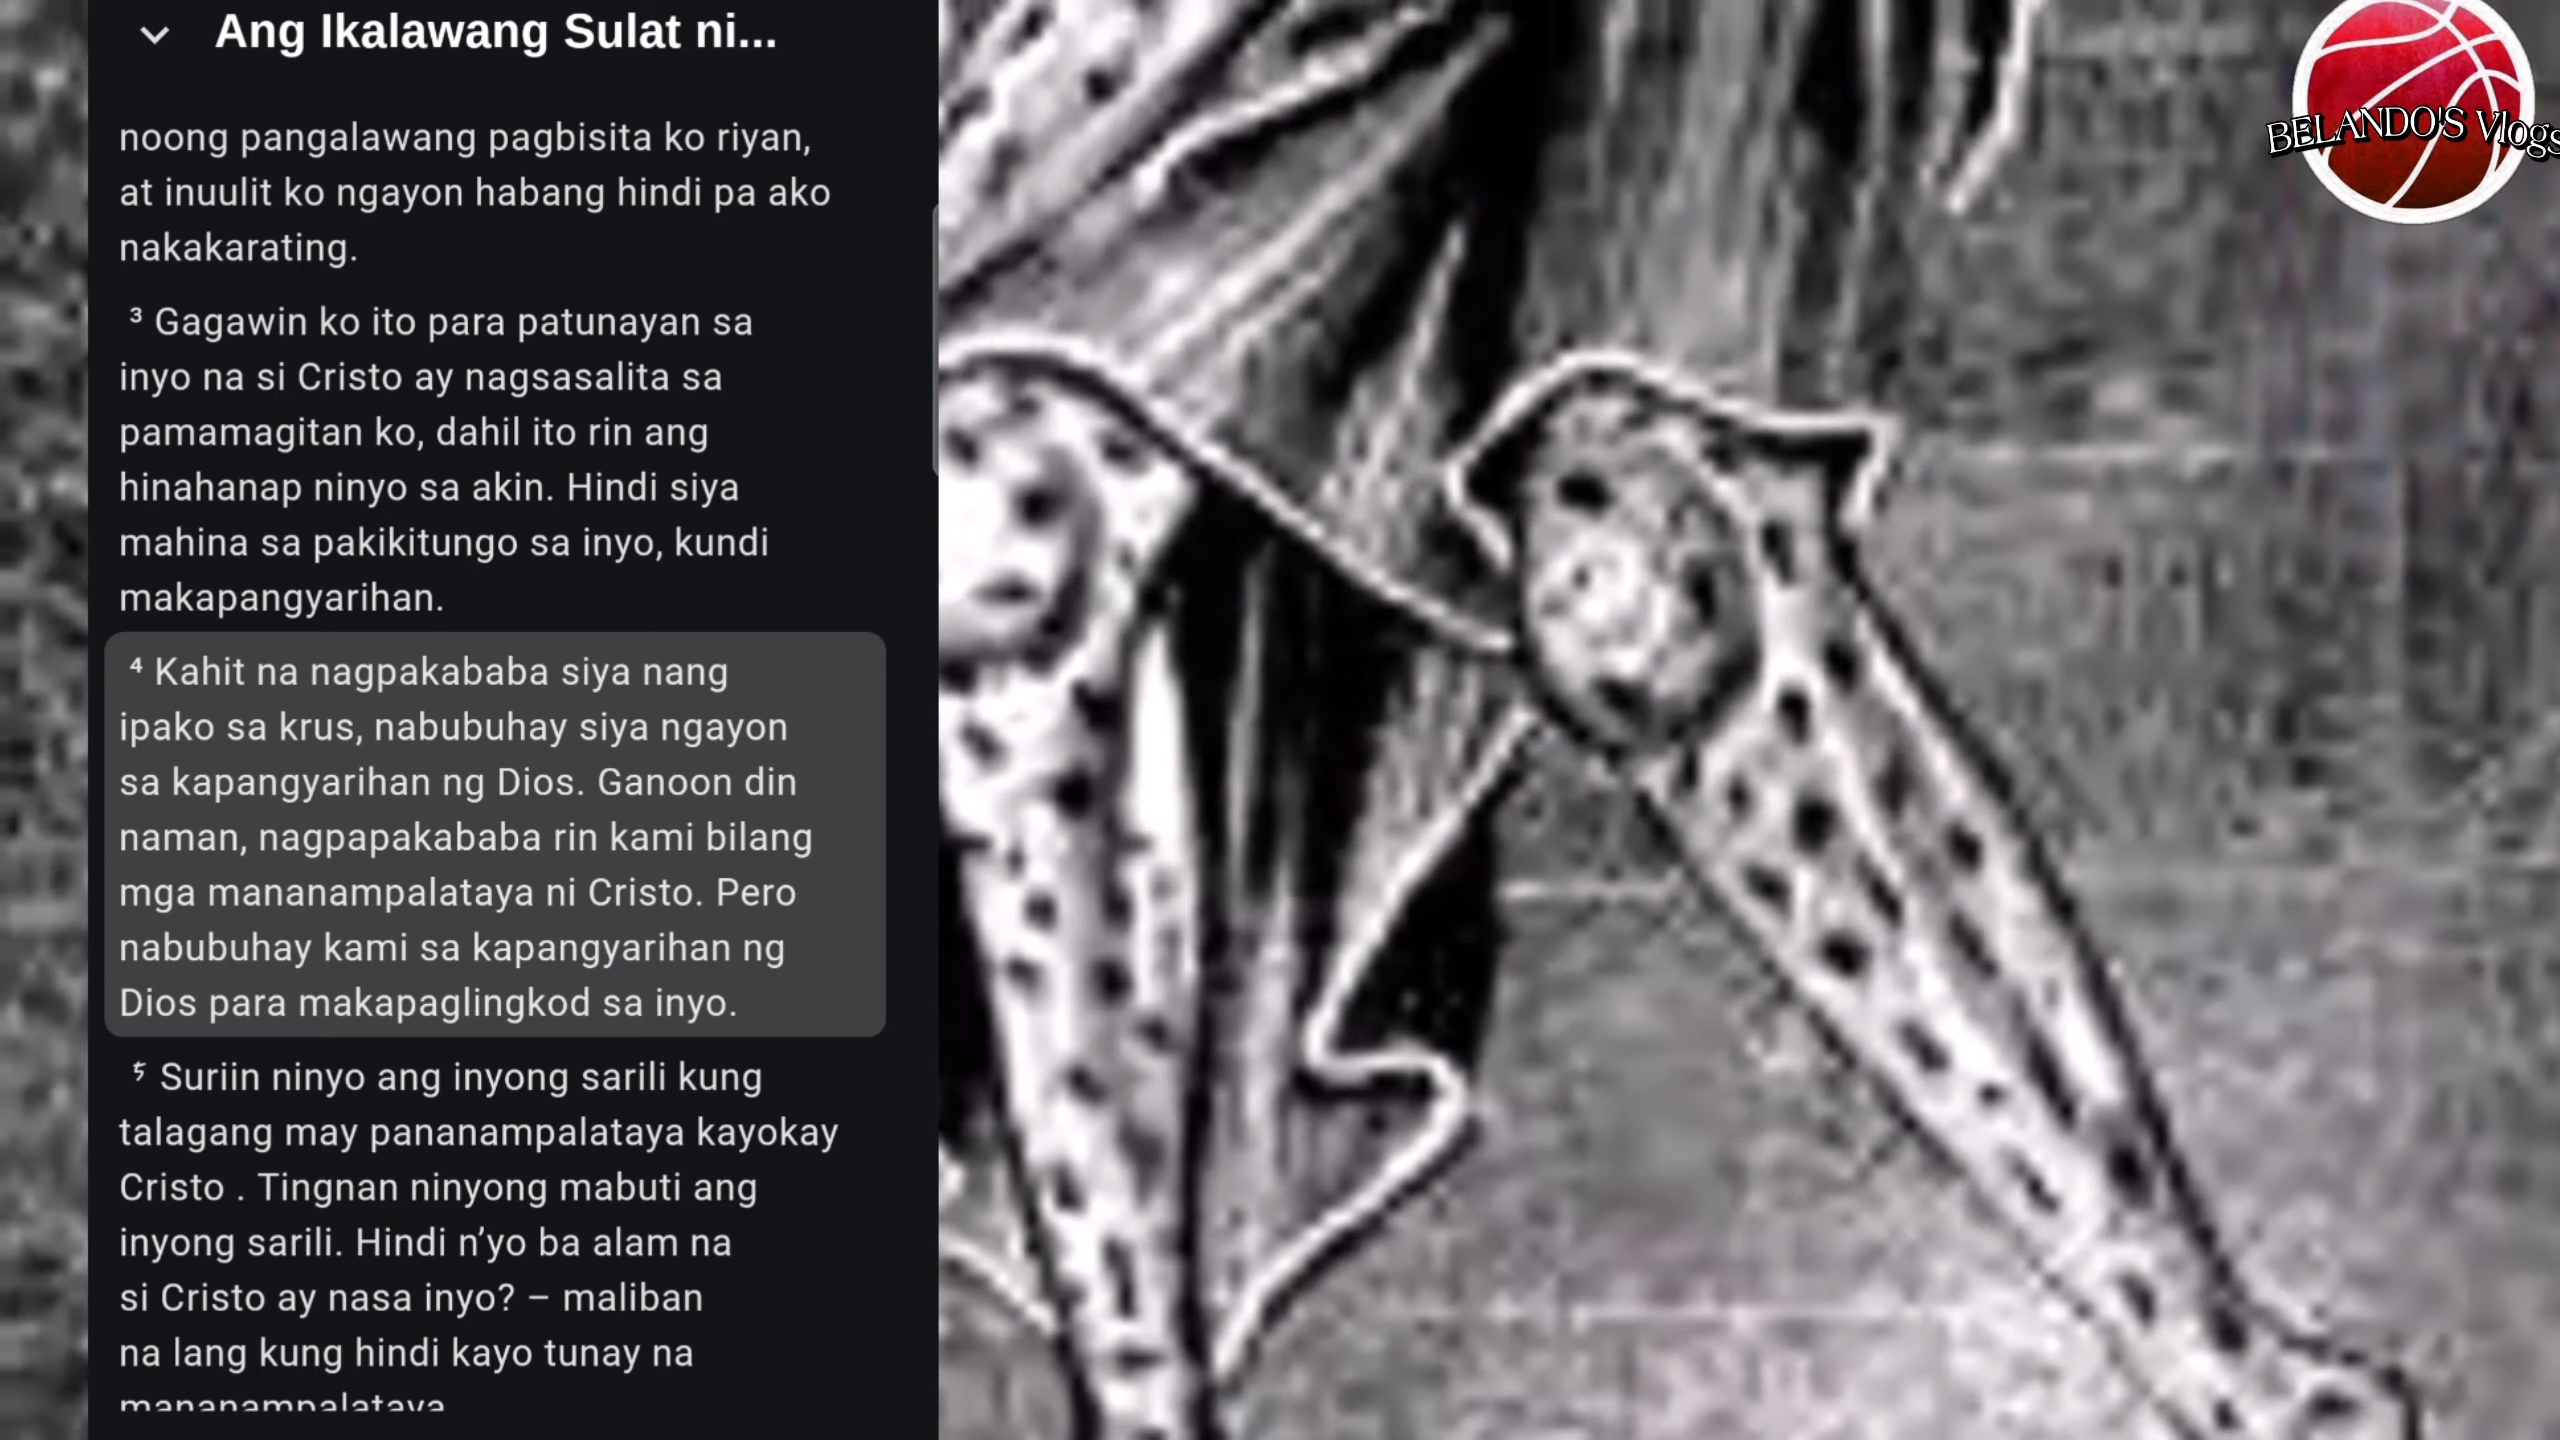 Ang Ikalawang Sulat ni...
noong pangalawang pagbisita ko riyan,
at inuulit ko ngayon habang hindi pa ako
nakakarating.
³ Gagawin ko ito para patunayan sa
inyo na si Cristo ay nagsasalita sa
pamamagitan ko, dahil ito rin ang
hinahanap ninyo sa akin. Hindi siya
mahina sa pakikitungo sa inyo, kundi
makapangyarihan.
⁴ Kahit na nagpakababa siya nang
ipako sa krus, nabubuhay siya ngayon
sa kapangyarihan ng Dios. Ganoon din
naman, nagpapakababa rin kami bilang
mga mananampalataya ni Cristo. Pero
nabubuhay kami sa kapangyarihan ng
Dios para makapaglingkod sa inyo.
⁵ Suriin ninyo ang inyong sarili kung
talagang may pananampalataya kayokay
Cristo . Tingnan ninyong mabuti ang
inyong sarili. Hindi n’yo ba alam na
si Cristo ay nasa inyo? – maliban
na lang kung hindi kayo tunay na
mananampalataya
BELANDO'S Vlogs